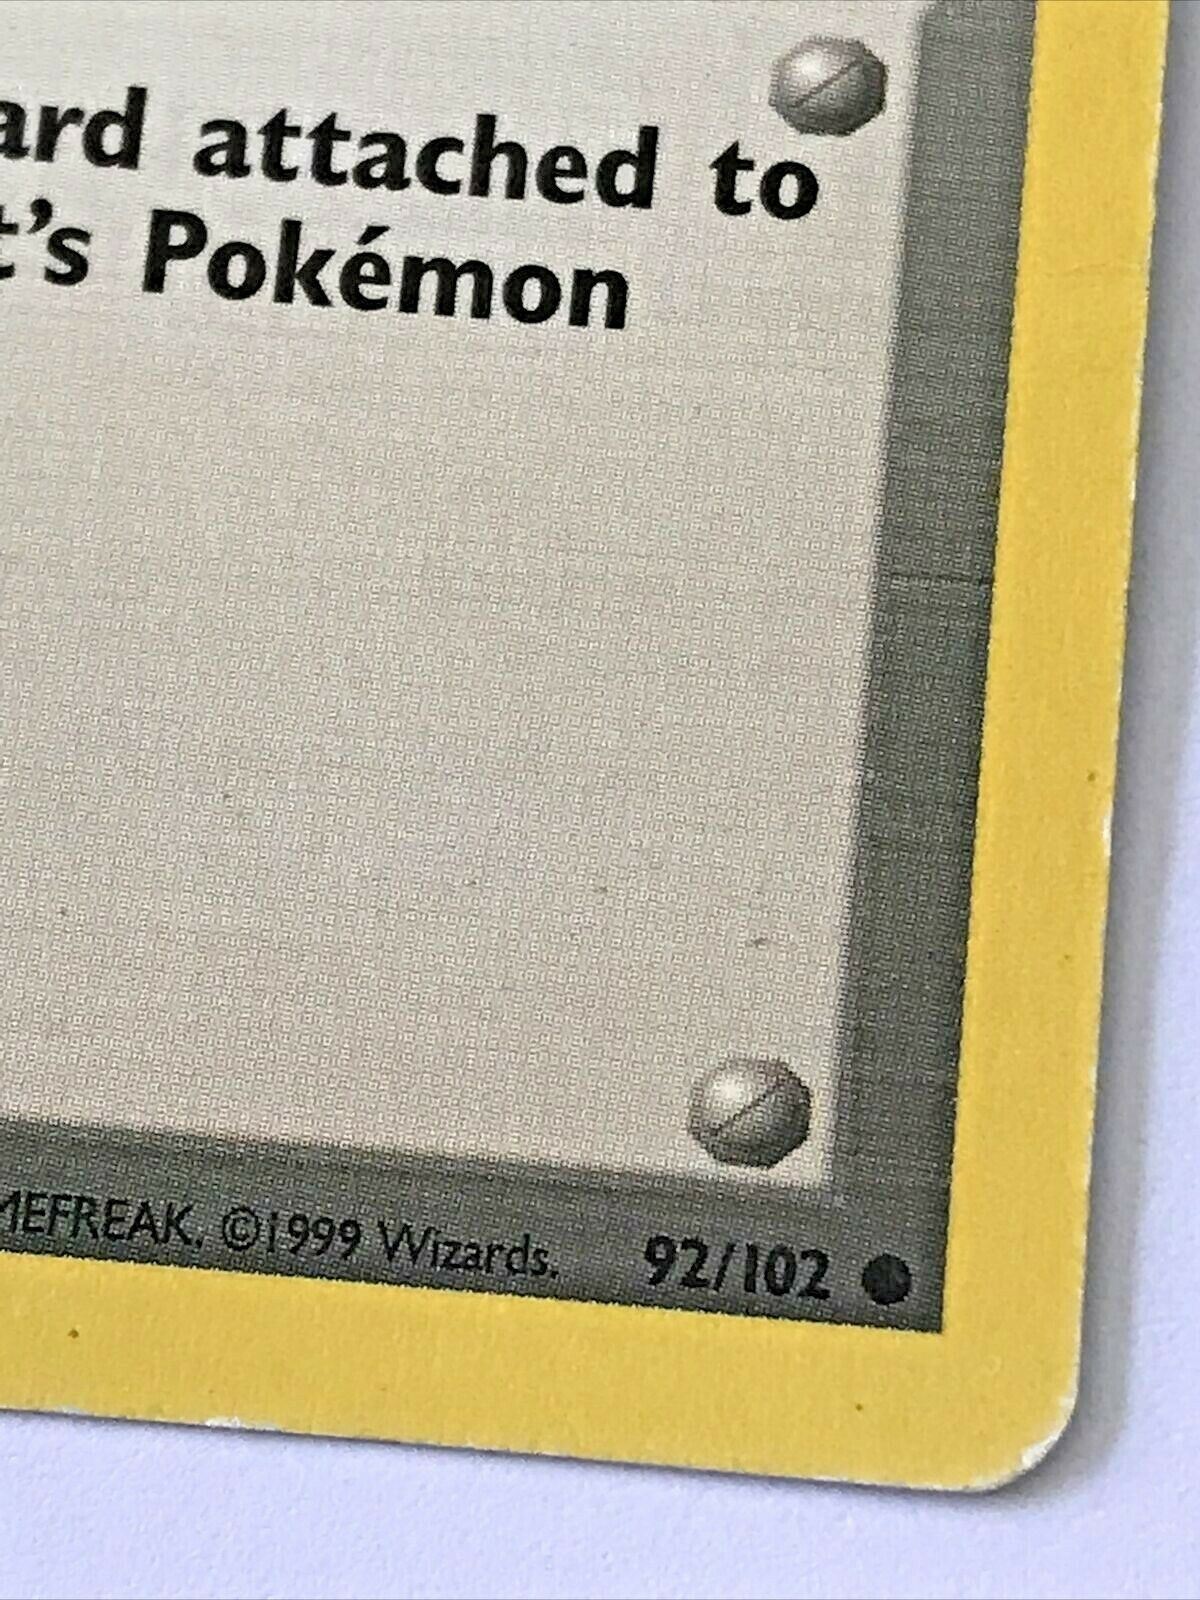 ard attached to
t's Pokémon
MEFREAK. ©1999 Wizards. 92/102